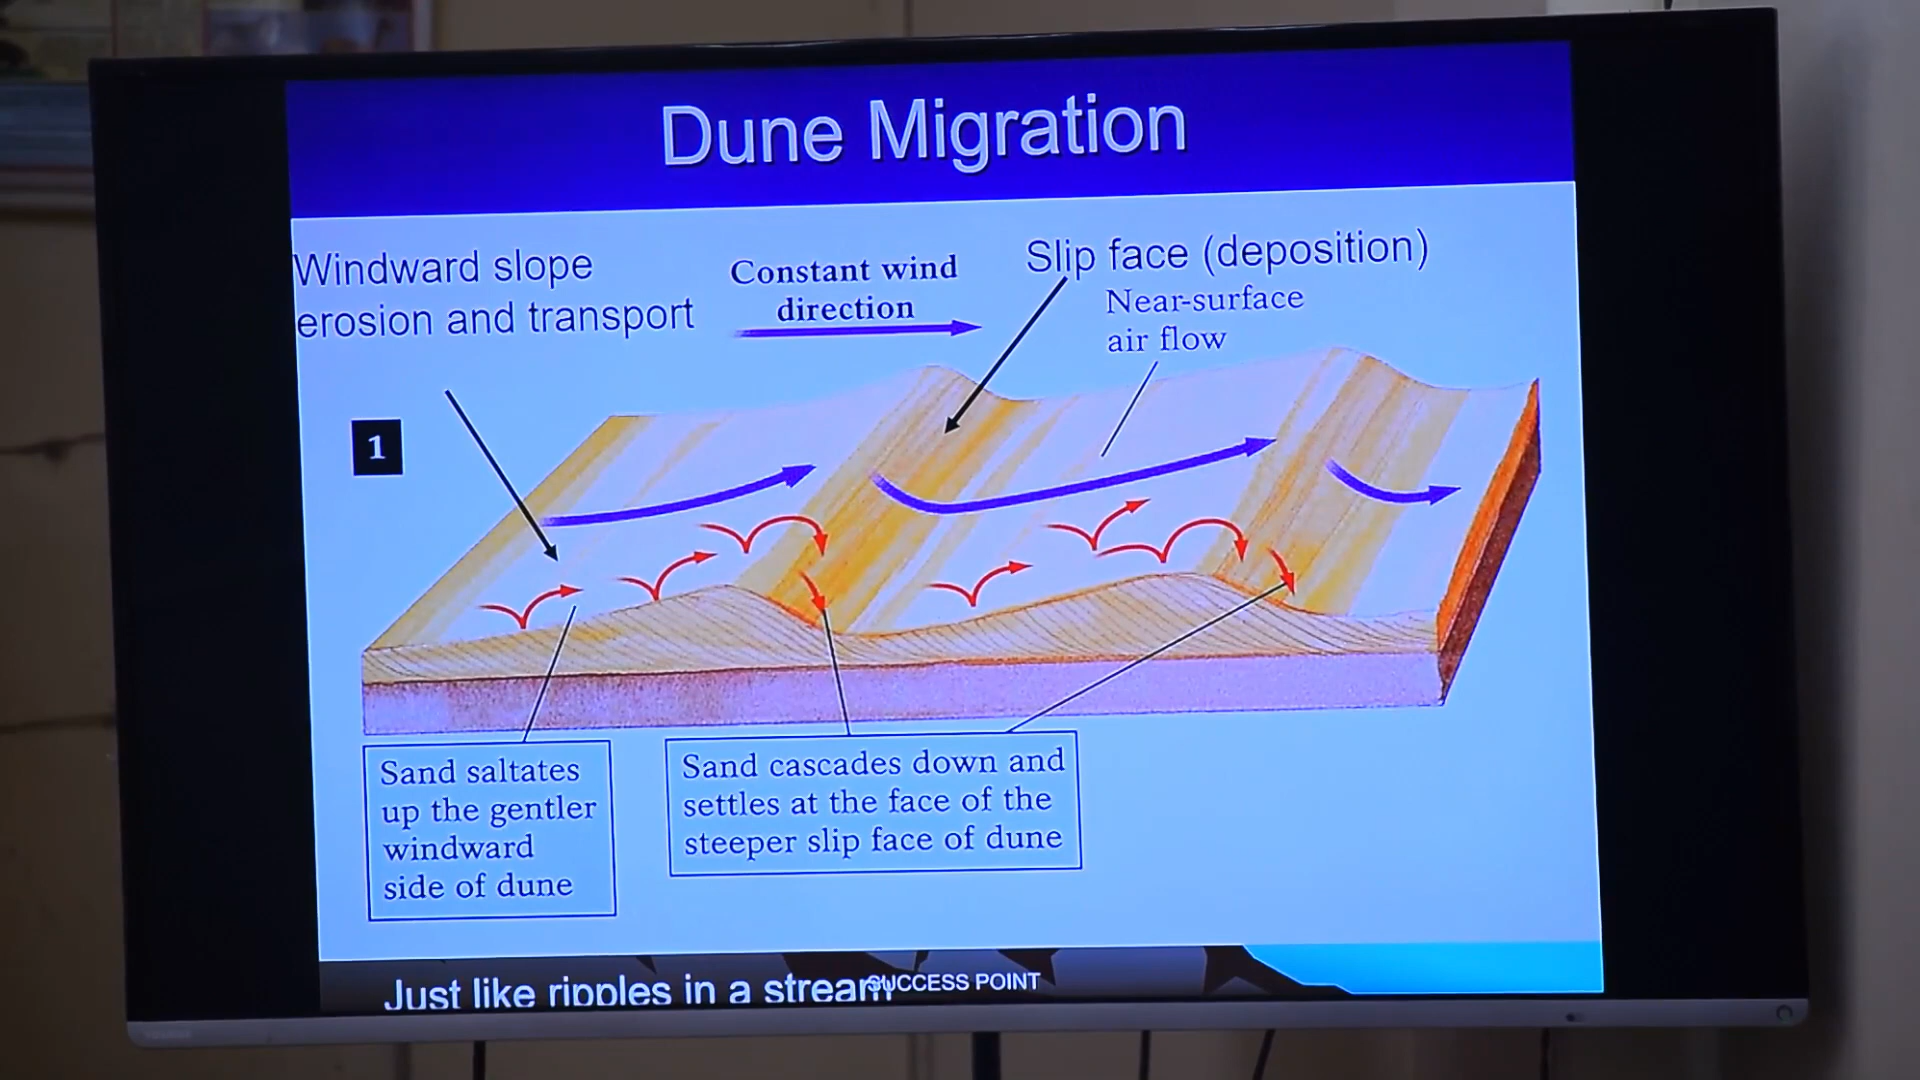 Dune Migration
Windward slope
erosion and transport
Constant wind
direction
Slip face (deposition)
Near-surface
air flow
1
Sand saltates
up the gentler
windward
side of dune
Sand cascades down and
settles at the face of the
steeper slip face of dune
Just like ripples in a stream
SUCCESS POINT